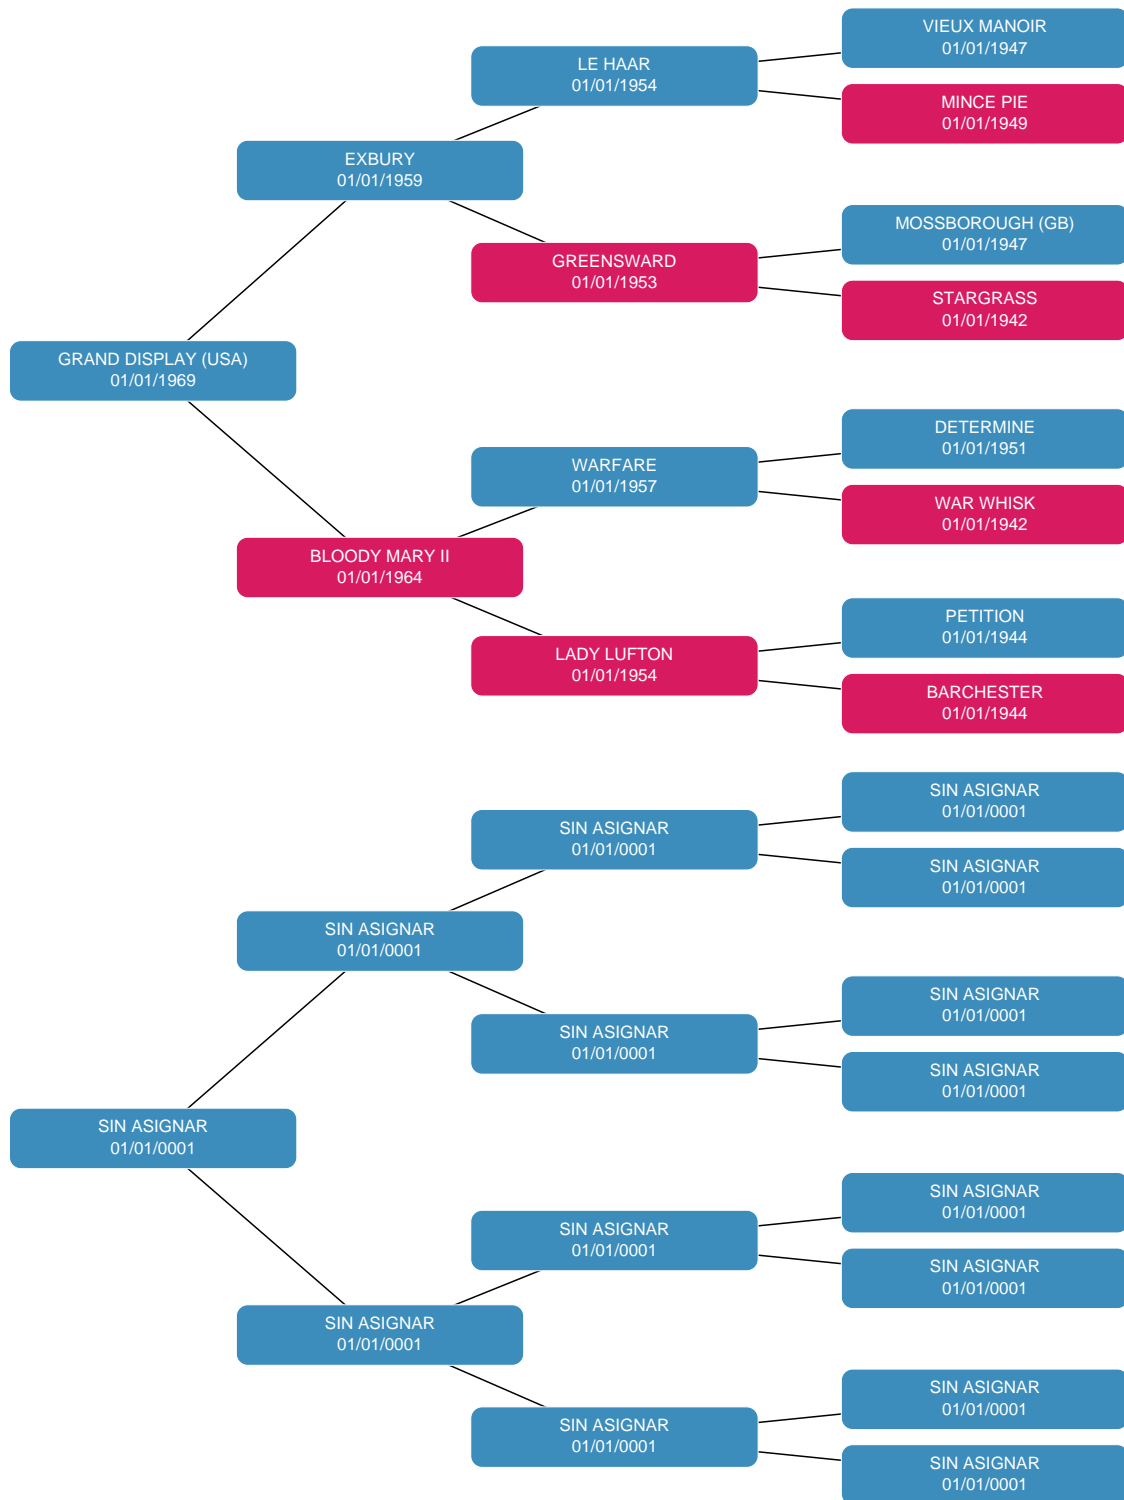 VIEUX MANOIR
01/01/1947
LE HAAR
01/01/1954
MINCE PIE
01/01/1949
EXBURY
01/01/1959
MOSSBOROUGH (GB)
01/01/1947
GREENSWARD
01/01/1953
STARGRASS
01/01/1942
GRAND DISPLAY (USA)
01/01/1969
DETERMINE
01/01/1951
WARFARE
01/01/1957
WAR WHISK
01/01/1942
BLOODY MARY II
01/01/1964
PETITION
01/01/1944
LADY LUFTON
01/01/1954
BARCHESTER
01/01/1944
SIN ASIGNAR
01/01/0001
SIN ASIGNAR
01/01/0001
SIN ASIGNAR
01/01/0001
SIN ASIGNAR
01/01/0001
SIN ASIGNAR
01/01/0001
SIN ASIGNAR
01/01/0001
SIN ASIGNAR
01/01/0001
SIN ASIGNAR
01/01/0001
SIN ASIGNAR
01/01/0001
SIN ASIGNAR
01/01/0001
SIN ASIGNAR
01/01/0001
SIN ASIGNAR
01/01/0001
SIN ASIGNAR
01/01/0001
SIN ASIGNAR
01/01/0001
SIN ASIGNAR
01/01/0001